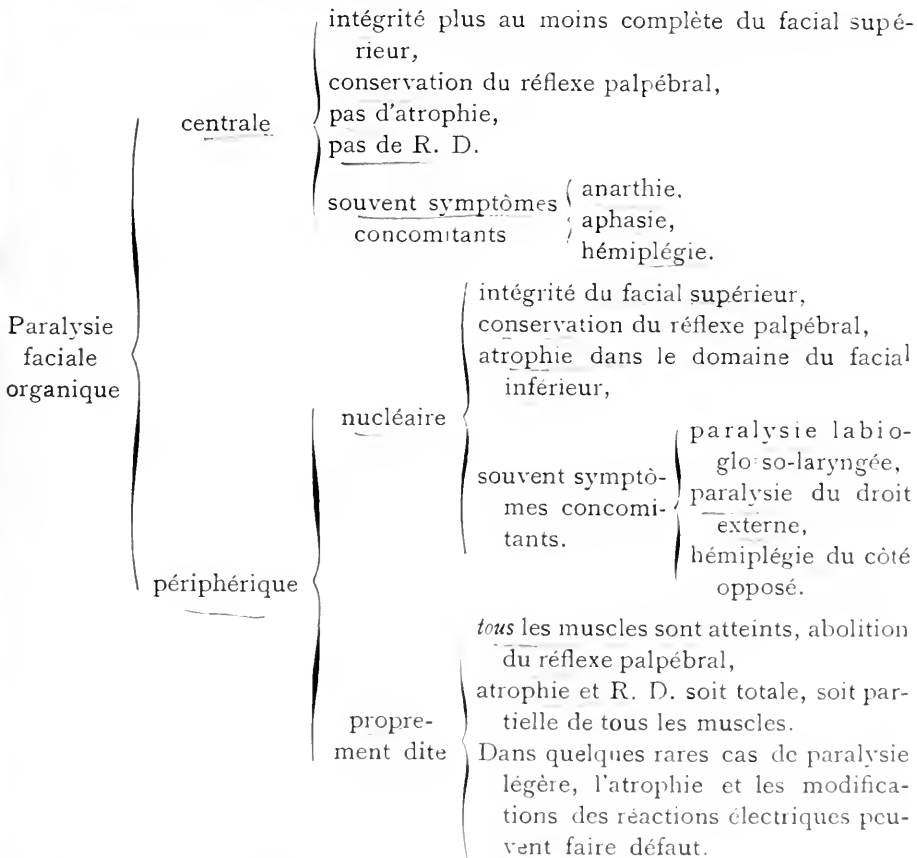 intégrité plus au moins complète du facial supé-
rieur,
conservation du réflexe palpébral,
centrale
pas d'atrophie,
pas de R. D.
souvent symptômes
concomitants
anarthie.
aphasie,
hémiplégie.
Paralysie
faciale
organique
intégrité du facial supérieur,
conservation du réflexe palpébral,
atrophie dans le domaine du facial
inférieur,
nucléaire
souvent symptô-
mes concomi-
tants.
paralysie labio-
glo so-laryngée,
paralysie du droit
externe,
hémiplégie du côté
opposé.
périphérique
tous les muscles sont atteints, abolition
du réflexe palpébral,
atrophie et R. D. soit totale, soit par-
tielle de tous les muscles.
propre-
ment dite
Dans quelques rares cas de paralysie
légère, l'atrophie et les modifica-
tions des réactions électriques peu-
vent faire défaut.